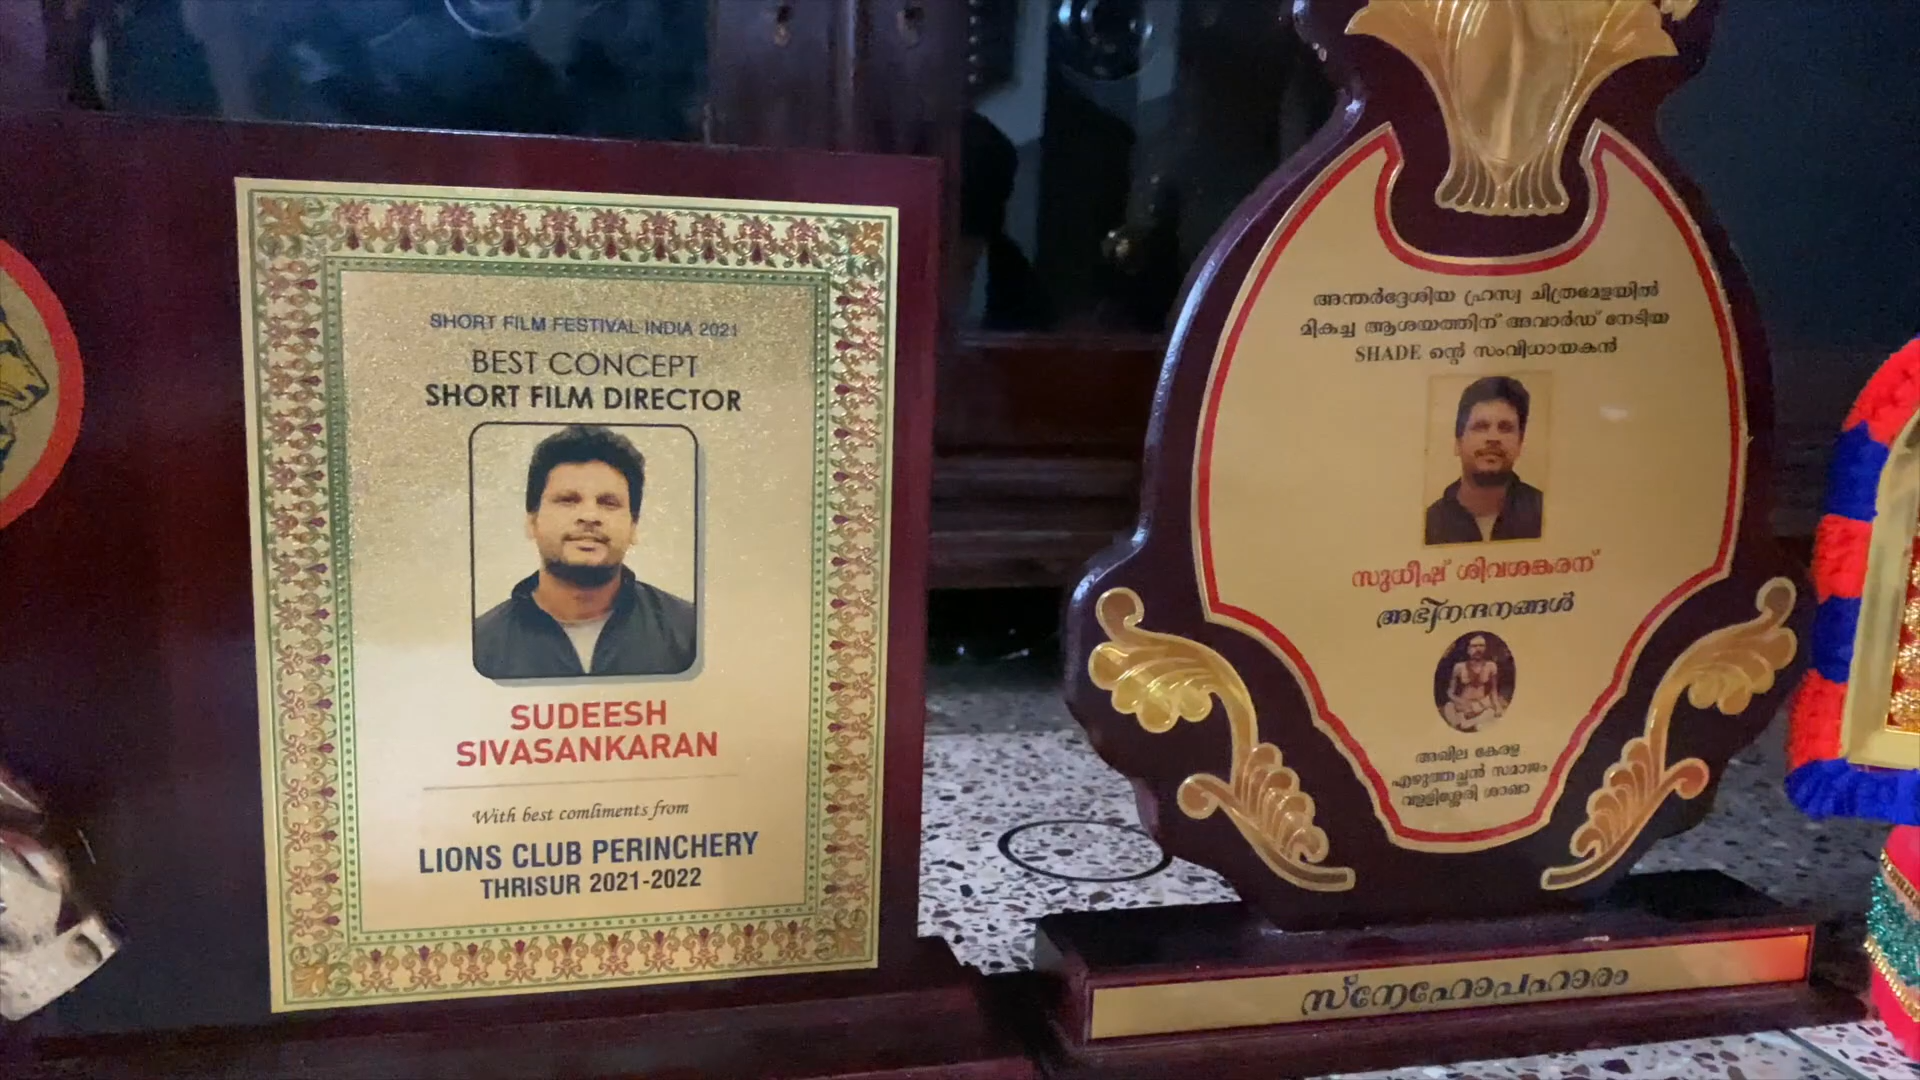 SHORT FILM FESTIVAL INDIA 2021
BEST CONCEPT
SHORT FILM DIRECTOR
SUDEESH
SIVASANKARAN
With best comliments from
LIONS CLUB PERINCHERY
THRISUR 2021-2022
അന്തർദ്ദേശിയ ഹ്രസ്വ ചിത്രമേളയിൽ
മികച്ച ആശയത്തിന് അവാർഡ് നേടിയ
SHADE ന്റെ സംവിധായകൻ
സുധീഷ് ശിവശങ്കരന്
അഭിനന്ദനങ്ങൾ
അഖില കേരള
എഴുത്തച്ഛൻ സമാജം
വല്ലിശ്ശേരി ശാഖാ
സ്നേഹോപഹാരം